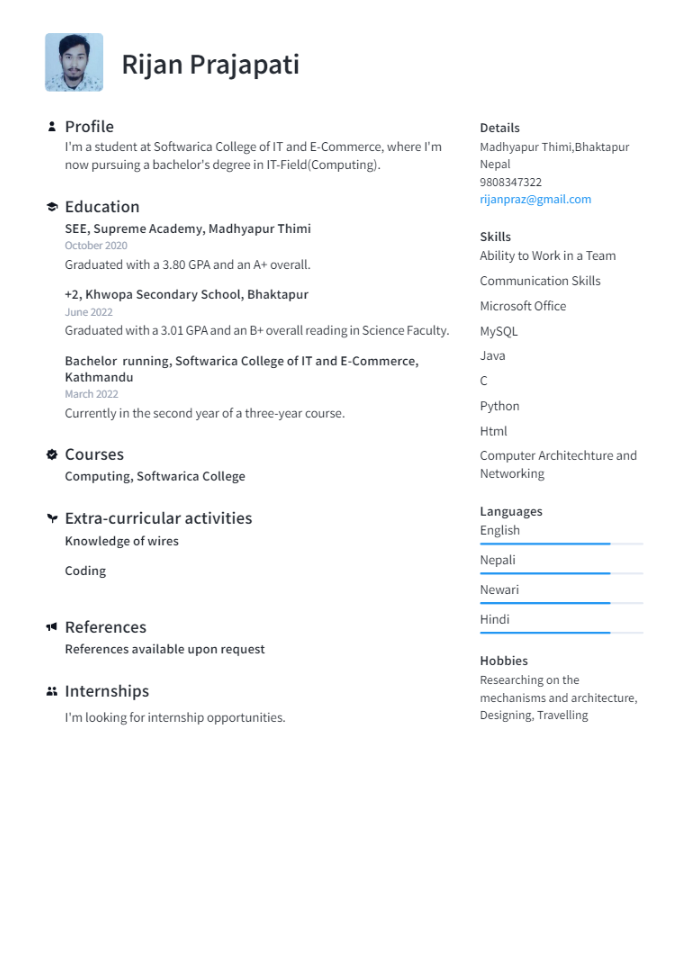 Rijan Prajapati
Profile
I'm a student at Softwarica College of IT and E-Commerce, where I'm
now pursuing a bachelor's degree in IT-Field(Computing).
Education
SEE, Supreme Academy, Madhyapur Thimi
October 2020
Graduated with a 3.80 GPA and an A+ overall.
+2, Khwopa Secondary School, Bhaktapur
June 2022
Graduated with a 3.01 GPA and an B+ overall reading in Science Faculty.
Bachelor  running, Softwarica College of IT and E-Commerce,
Kathmandu
March 2022
Currently in the second year of a three-year course.
Courses
Computing, Softwarica College
Extra-curricular activities
Knowledge of wires
Coding
References
References available upon request
Internships
I'm looking for internship opportunities.
Details
Madhyapur Thimi,Bhaktapur
Nepal
9808347322
rijanpraz@gmail.com
Skills
Ability to Work in a Team
Communication Skills
Microsoft Office
MySQL
Java
C
Python
Html
Computer Architechture and
Networking
Languages
English
Nepali
Newari
Hindi
Hobbies
Researching on the
mechanisms and architecture,
Designing, Travelling